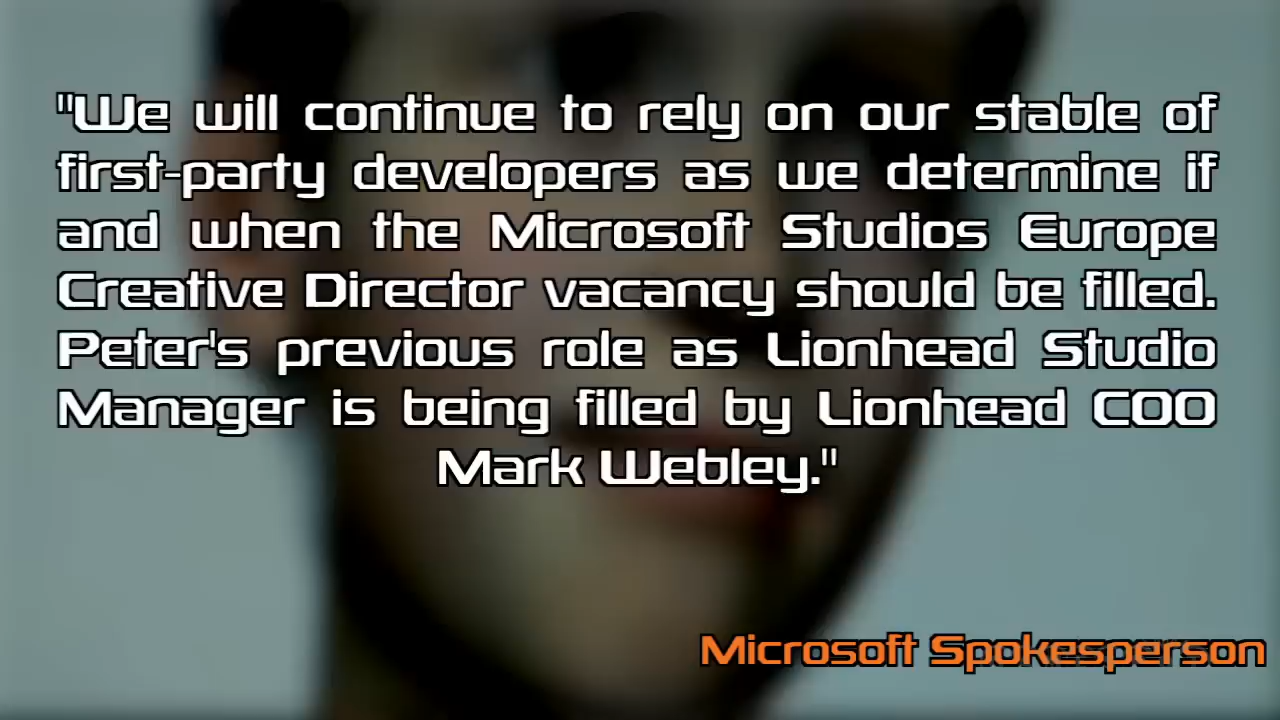 "We will continue to rely on our stable of
first-party developers as we determine if
and when the Microsoft Studios Europe
Creative Director vacancy should be filled.
Peter's previous role as Lionhead Studio
Manager is being filled by Lionhead COO
Mark Webley."
Microsoft Spokesperson